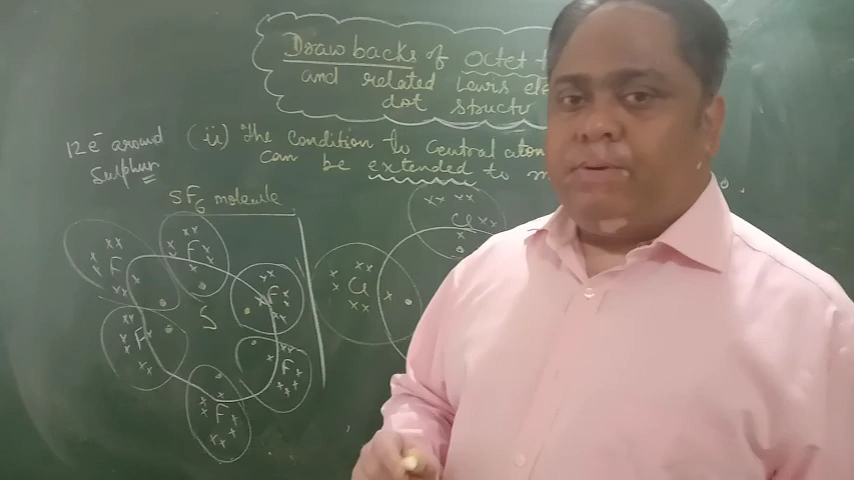 Drawbacks of octet
and related Lewis
dot structu
(ii) The condition to central atom
can be extended to
12e⁻ around
Sulphur
SF6 molecule
Cl
F
F
F
Cl
S
F
F
F